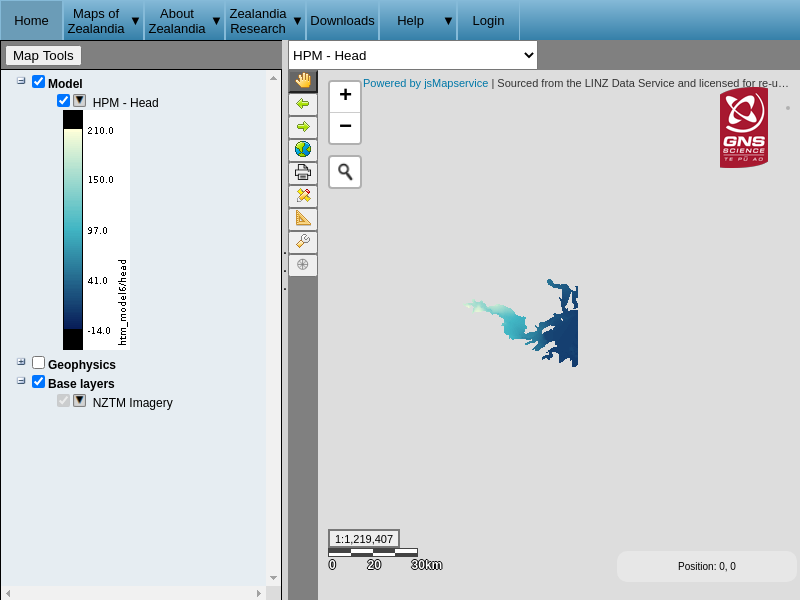 Home
Maps of Zealandia ▼
About Zealandia ▼
Zealandia Research ▼
Downloads
Help ▼
Login
Map Tools
HPM - Head
Model
HPM - Head
210.0
150.0
97.0
41.0
-14.0
htm_model6/head
Geophysics
Base layers
NZTM Imagery
+
−
Powered by jsMapservice | Sourced from the LINZ Data Service and licensed for re-u…
GNS
SCIENCE
TE PŪ AO
1:1,219,407
0 20 30km
Position: 0, 0